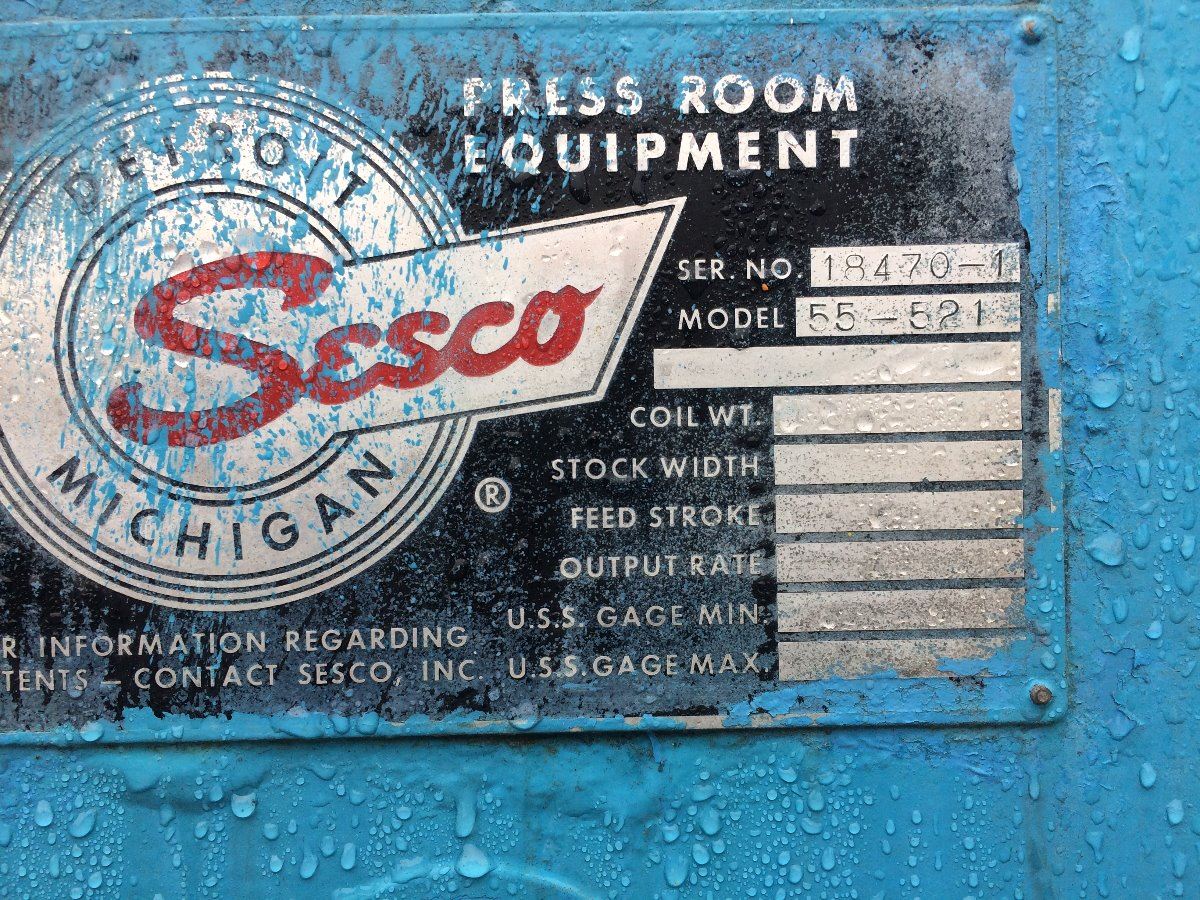 PRESS ROOM
EQUIPMENT
DETROIT
Sesco
MICHIGAN
®
SER. NO. 18470-1
MODEL 55-521
COIL WT.
STOCK WIDTH
FEED STROKE
OUTPUT RATE
U.S.S. GAGE MIN.
U.S.S. GAGE MAX.
R INFORMATION REGARDING
TENTS - CONTACT SESCO, INC.